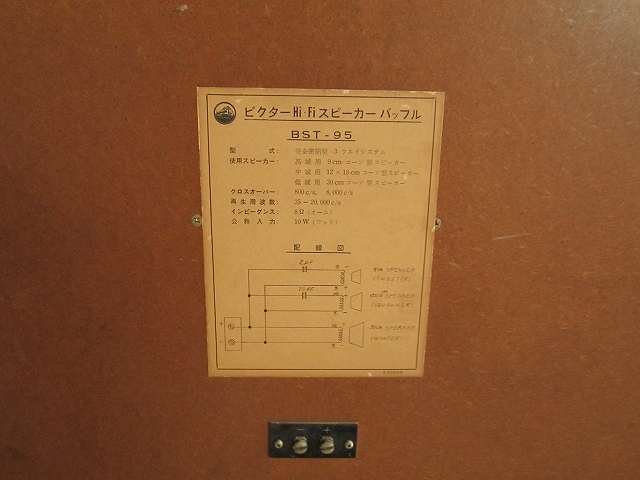 ビクターHi-Fiスピーカー バッフル
BST-95
型 式: 完全密閉型 3 ウエイシステム
使用スピーカー: 高域用 9cm コーン型スピーカー
中域用 12×18cm コーン型スピーカー
低域用 30cm コーン型スピーカー
クロスオーバー: 800c/s, 8,000c/s
再生周波数: 35～20,000c/s
インピーダンス: 8Ω (オーム)
公称入力: 10W (ワット)
配線図
2μF
9cm SPEAKER
(TWEETER)
20μF
SPEAKER
(SQUAWKER)
30cm SPEAKER
(WOOFER)
+
-